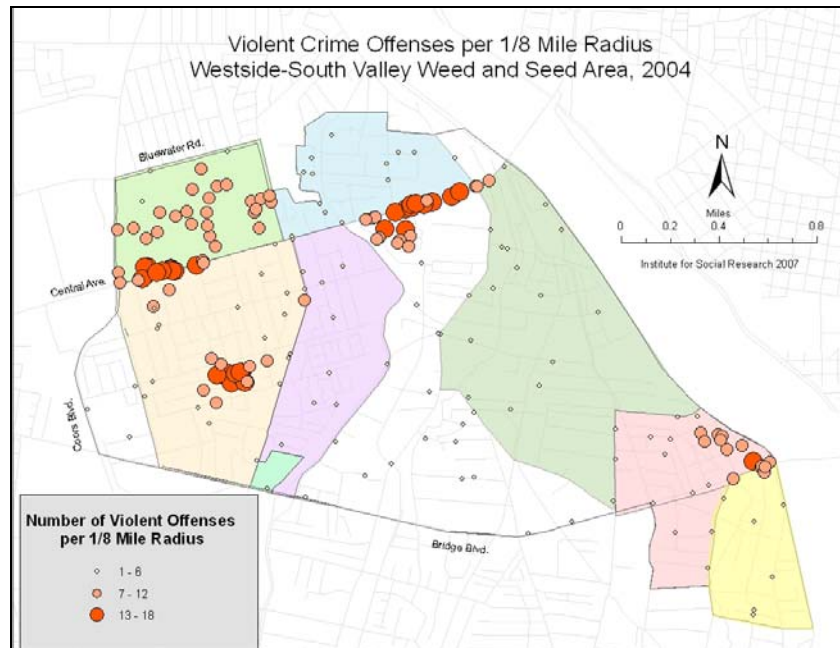 Violent Crime Offenses per 1/8 Mile Radius
Westside-South Valley Weed and Seed Area, 2004
Bluewater Rd.
N
Miles
0 0.2 0.4 0.8
Institute for Social Research 2007
Central Ave.
Coors Blvd.
Bridge Blvd.
Number of Violent Offenses
per 1/8 Mile Radius
1 - 6
7 - 12
13 - 18